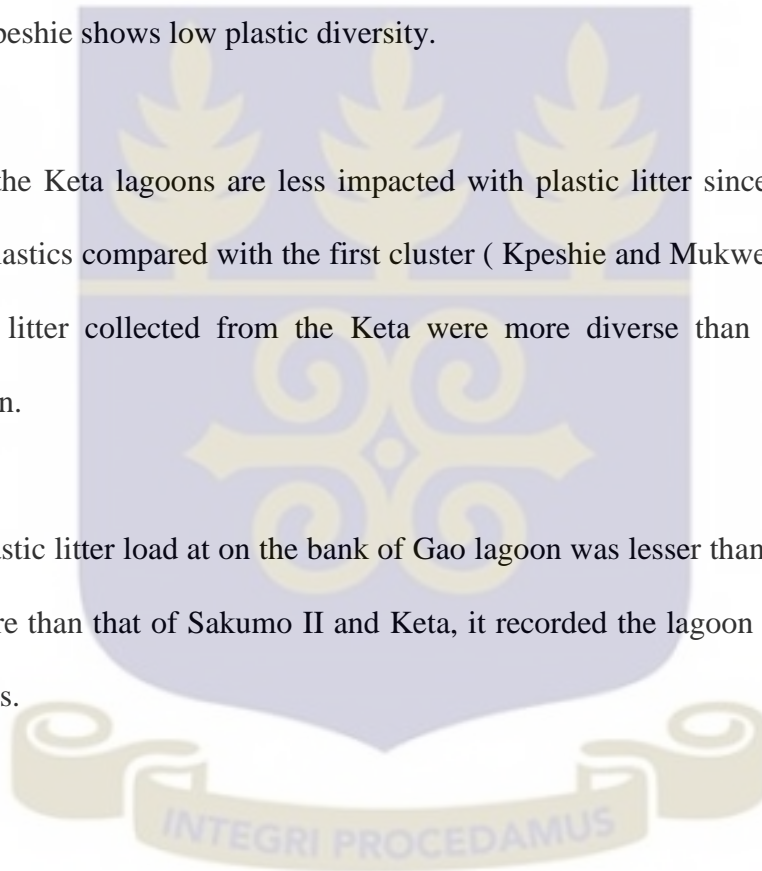 peshie shows low plastic diversity.
the Keta lagoons are less impacted with plastic litter since
lastics compared with the first cluster ( Kpeshie and Mukwe
litter collected from the Keta were more diverse than
n.
stic litter load at on the bank of Gao lagoon was lesser than
re than that of Sakumo II and Keta, it recorded the lagoon
s.
INTEGRI PROCEDAMUS